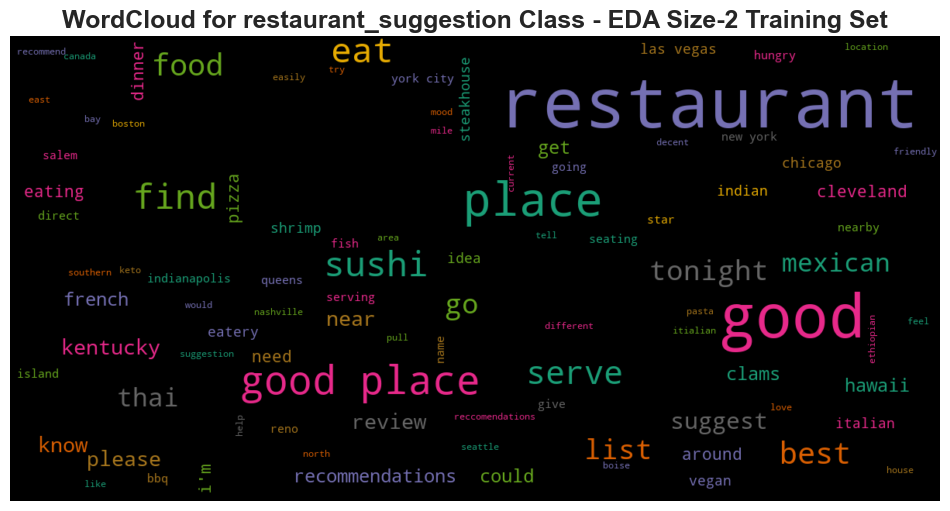 WordCloud for restaurant_suggestion Class - EDA Size-2 Training Set
recommend
canada
dinner
food
eat
easily
try
york city
steakhouse
las vegas
hungry
location
restaurant
east
bay
boston
mood
mile
salem
get
going
decent
new york
friendly
chicago
current
eating
find
pizza
place
indian
cleveland
direct
star
nearby
shrimp
fish
area
tell
seating
sushi
idea
tonight
mexican
southern
keto
indianapolis
queens
french
would
serving
nashville
near
go
good
pasta
itialian
ethiopian
feel
different
eatery
pull
name
kentucky
suggestion
need
island
good place
serve
clams
hawaii
thai
give
love
help
reno
review
reccomendations
suggest
italian
know
please
north
seattle
list
boise
around
best
house
like
bbq
i'm
recommendations
could
vegan